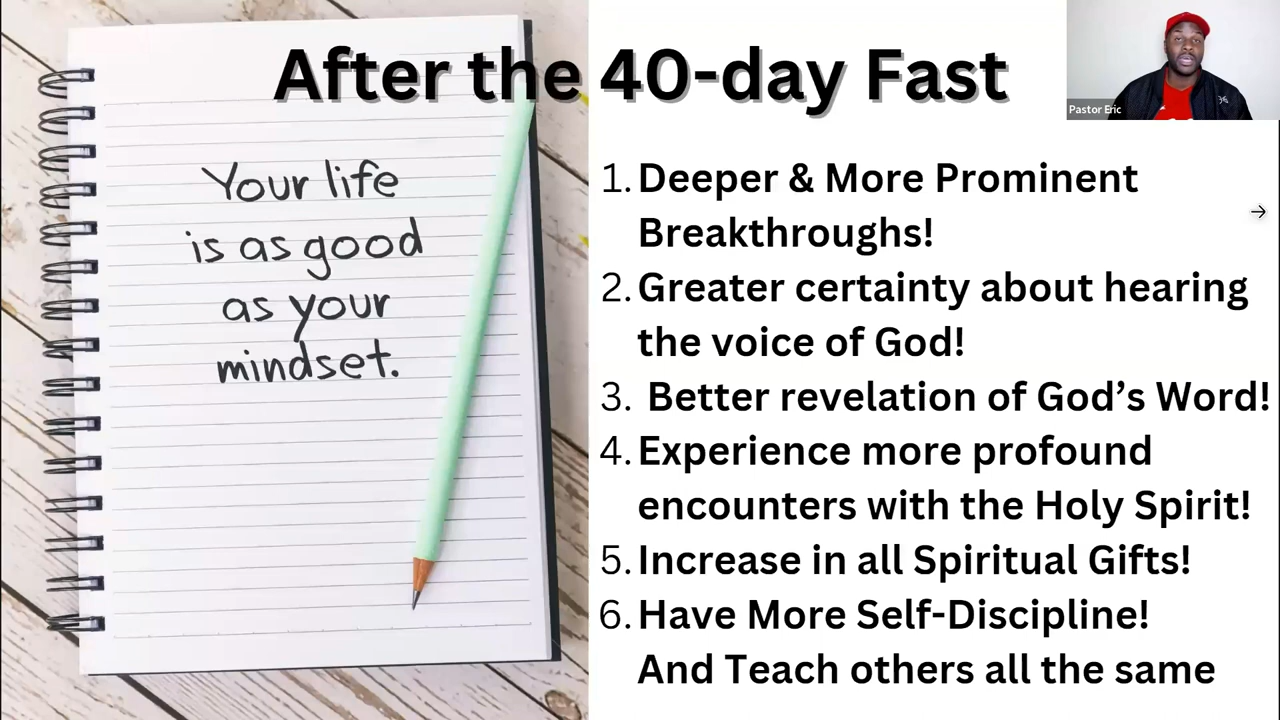 After the 40-day Fast
Pastor Eric
Your life
is as good
as your
mindset.
1. Deeper & More Prominent
Breakthroughs!
2. Greater certainty about hearing
the voice of God!
3. Better revelation of God’s Word!
4. Experience more profound
encounters with the Holy Spirit!
5. Increase in all Spiritual Gifts!
6. Have More Self-Discipline!
And Teach others all the same